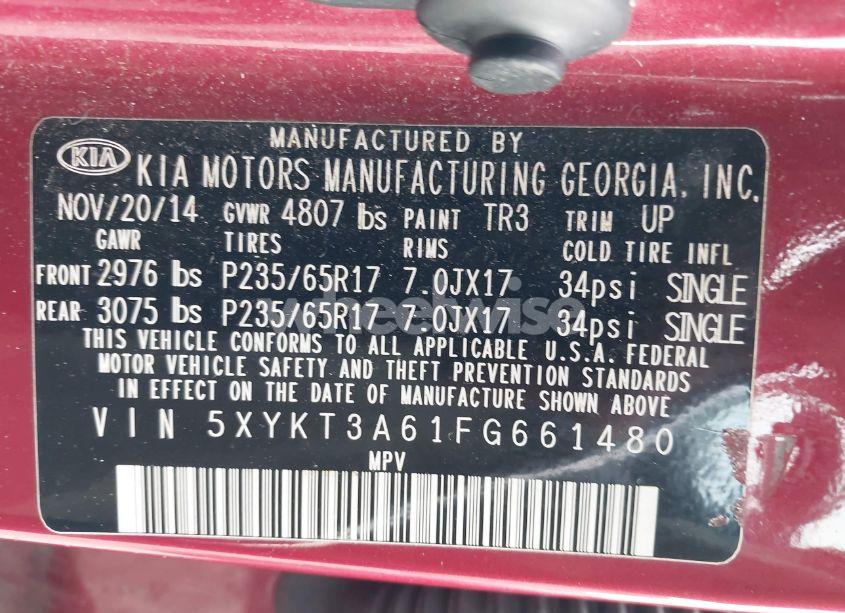 MANUFACTURED BY
KIA KIA MOTORS MANUFACTURING GEORGIA, INC.
NOV/20/14 GVWR 4807 lbs PAINT TR3 TRIM UP
GAWR TIRES RIMS COLD TIRE INFL
FRONT 2976 lbs P235/65R17 7.0JX17 34psi SINGLE
REAR 3075 lbs P235/65R17 7.0JX17 34psi SINGLE
THIS VEHICLE CONFORMS TO ALL APPLICABLE U.S.A. FEDERAL
MOTOR VEHICLE SAFETY AND THEFT PREVENTION STANDARDS
IN EFFECT ON THE DATE OF MANUFACTURE SHOWN ABOVE
VIN 5XYKT3A61FG661480
MPV